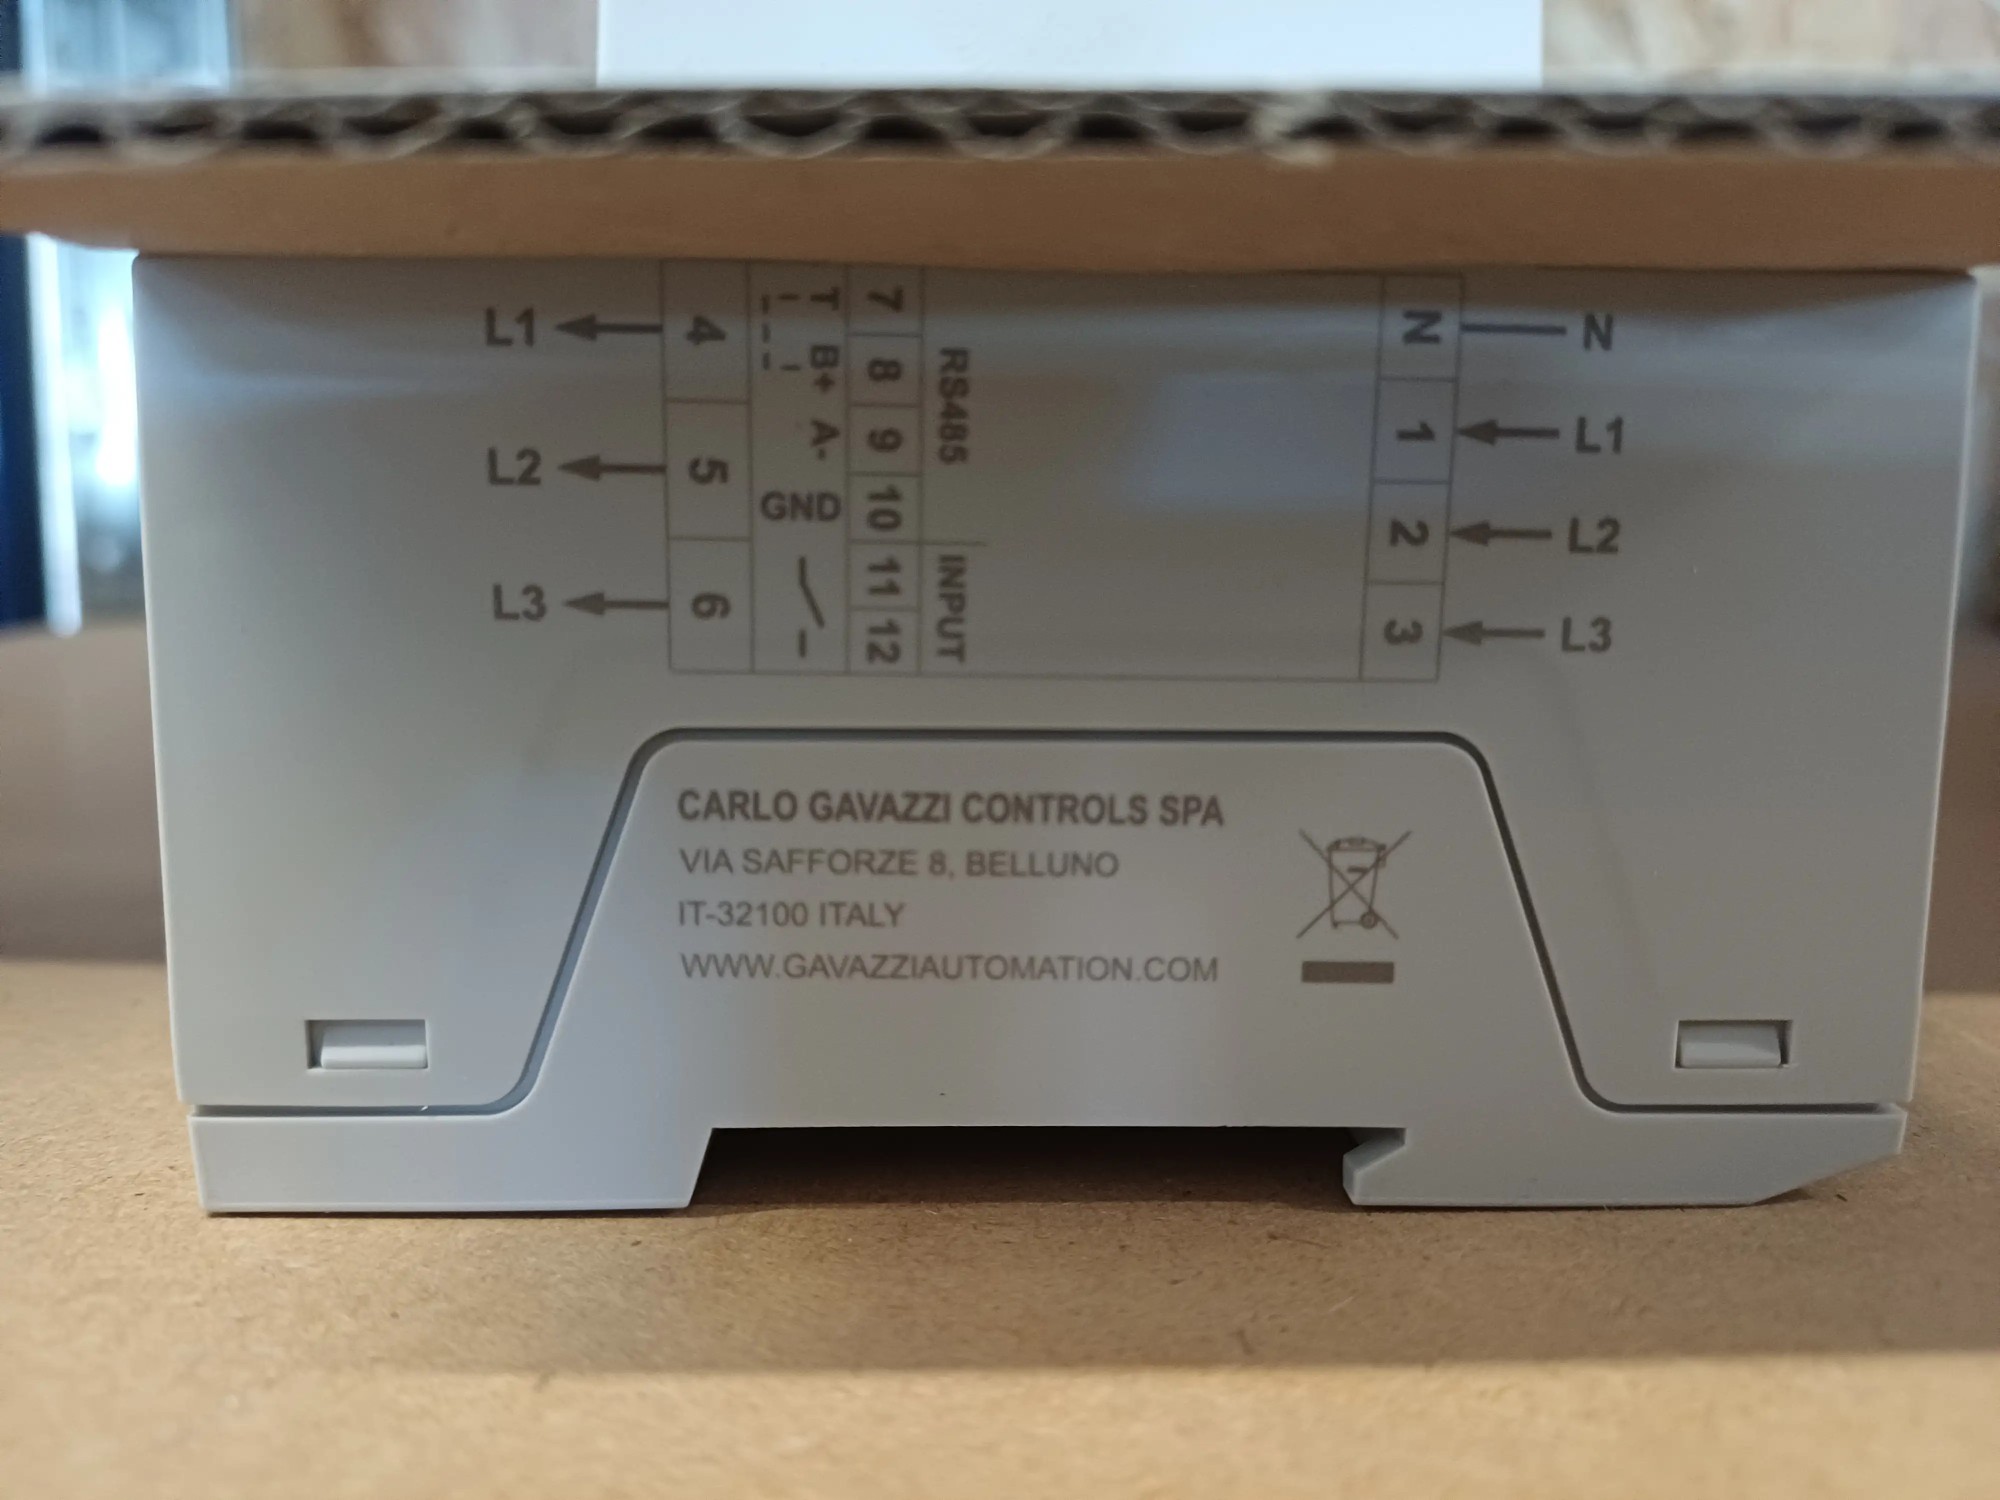 L1 4 T 7 N N
B+ 8 RS485
L2 5 A- 9 1 L1
GND 10 2 L2
L3 6 11 12 INPUT 3 L3
CARLO GAVAZZI CONTROLS SPA
VIA SAFFORZE 8, BELLUNO
IT-32100 ITALY
WWW.GAVAZZIAUTOMATION.COM